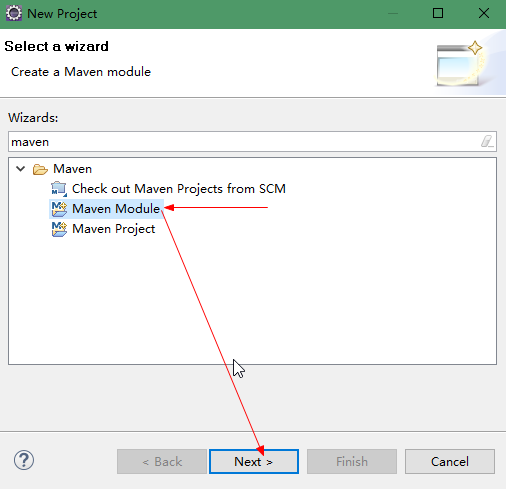 New Project
Select a wizard
Create a Maven module
Wizards:
maven
Maven
Check out Maven Projects from SCM
Maven Module
Maven Project
? < Back Next > Finish Cancel